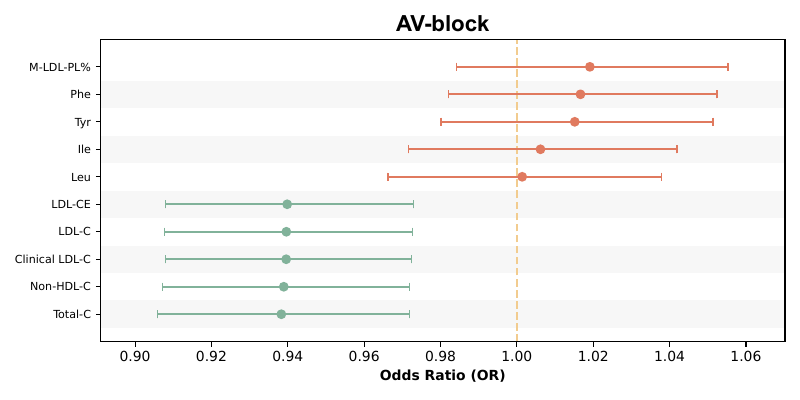 AV-block
M-LDL-PL%
Phe
Tyr
Ile
Leu
LDL-CE
LDL-C
Clinical LDL-C
Non-HDL-C
Total-C
0.90 0.92 0.94 0.96 0.98 1.00 1.02 1.04 1.06
Odds Ratio (OR)